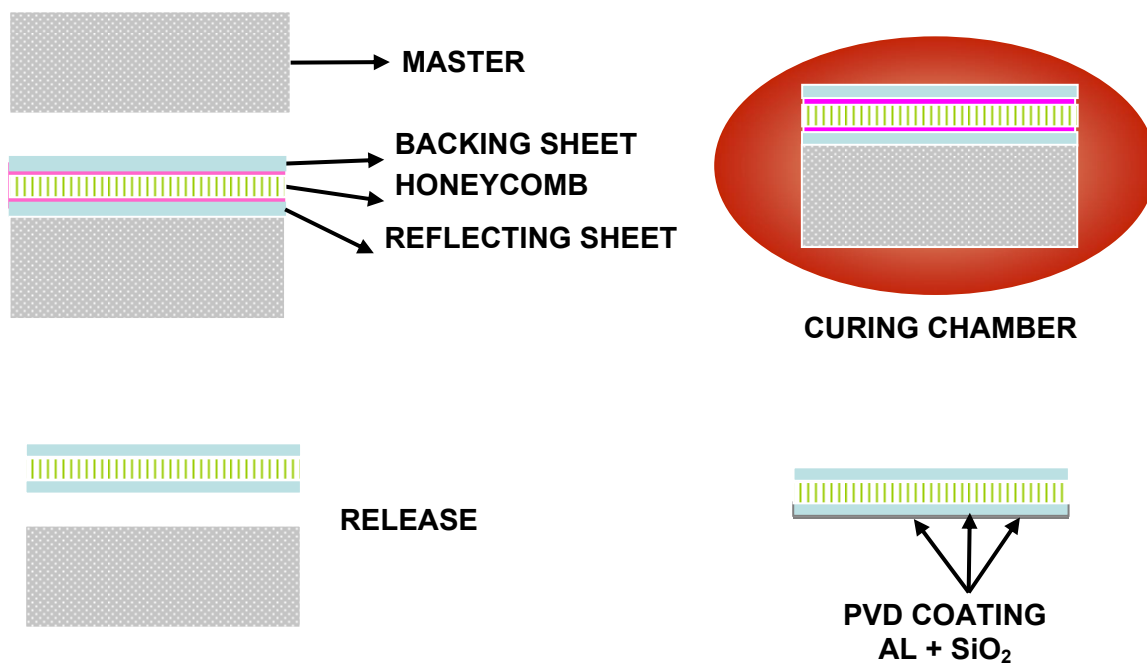 MASTER
BACKING SHEET
HONEYCOMB
REFLECTING SHEET
CURING CHAMBER
RELEASE
PVD COATING
AL + SiO₂